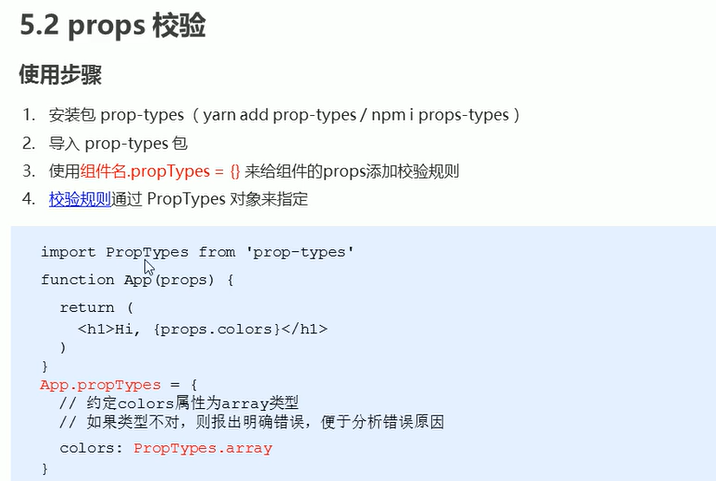 5.2 props 校验
使用步骤
1. 安装包 prop-types（yarn add prop-types / npm i props-types）
2. 导入 prop-types 包
3. 使用组件名.propTypes = {} 来给组件的props添加校验规则
4. 校验规则通过 PropTypes 对象来指定
import PropTypes from 'prop-types'
function App(props) {
return (
<h1>Hi, {props.colors}</h1>
)
}
App.propTypes = {
// 约定colors属性为array类型
// 如果类型不对，则报出明确错误，便于分析错误原因
colors: PropTypes.array
}